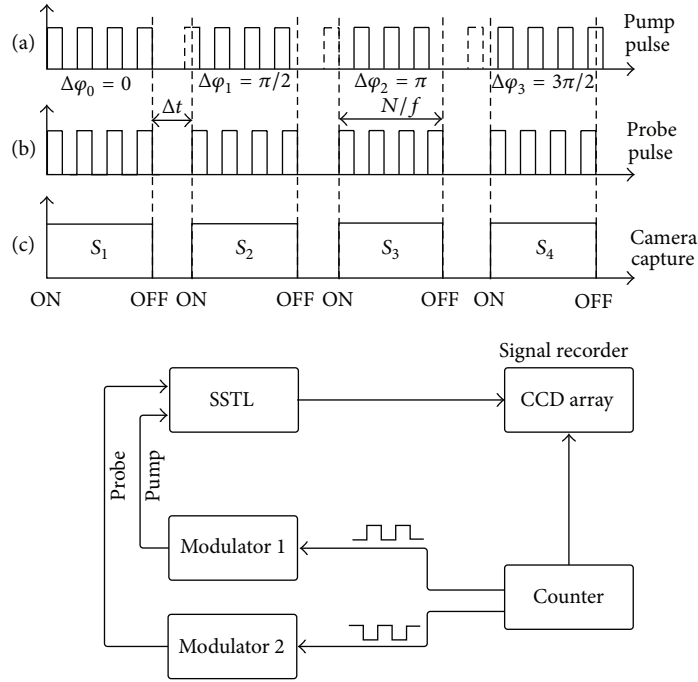 (a)
Pump
pulse
Δφ₀ = 0
Δφ₁ = π/2
Δφ₂ = π
Δφ₃ = 3π/2
Δt
N/f
(b)
Probe
pulse
(c)
S₁
S₂
S₃
S₄
Camera
capture
ON
OFF
ON
OFF
ON
OFF
ON
OFF
Signal recorder
SSTL
CCD array
Probe
Pump
Modulator 1
Counter
Modulator 2